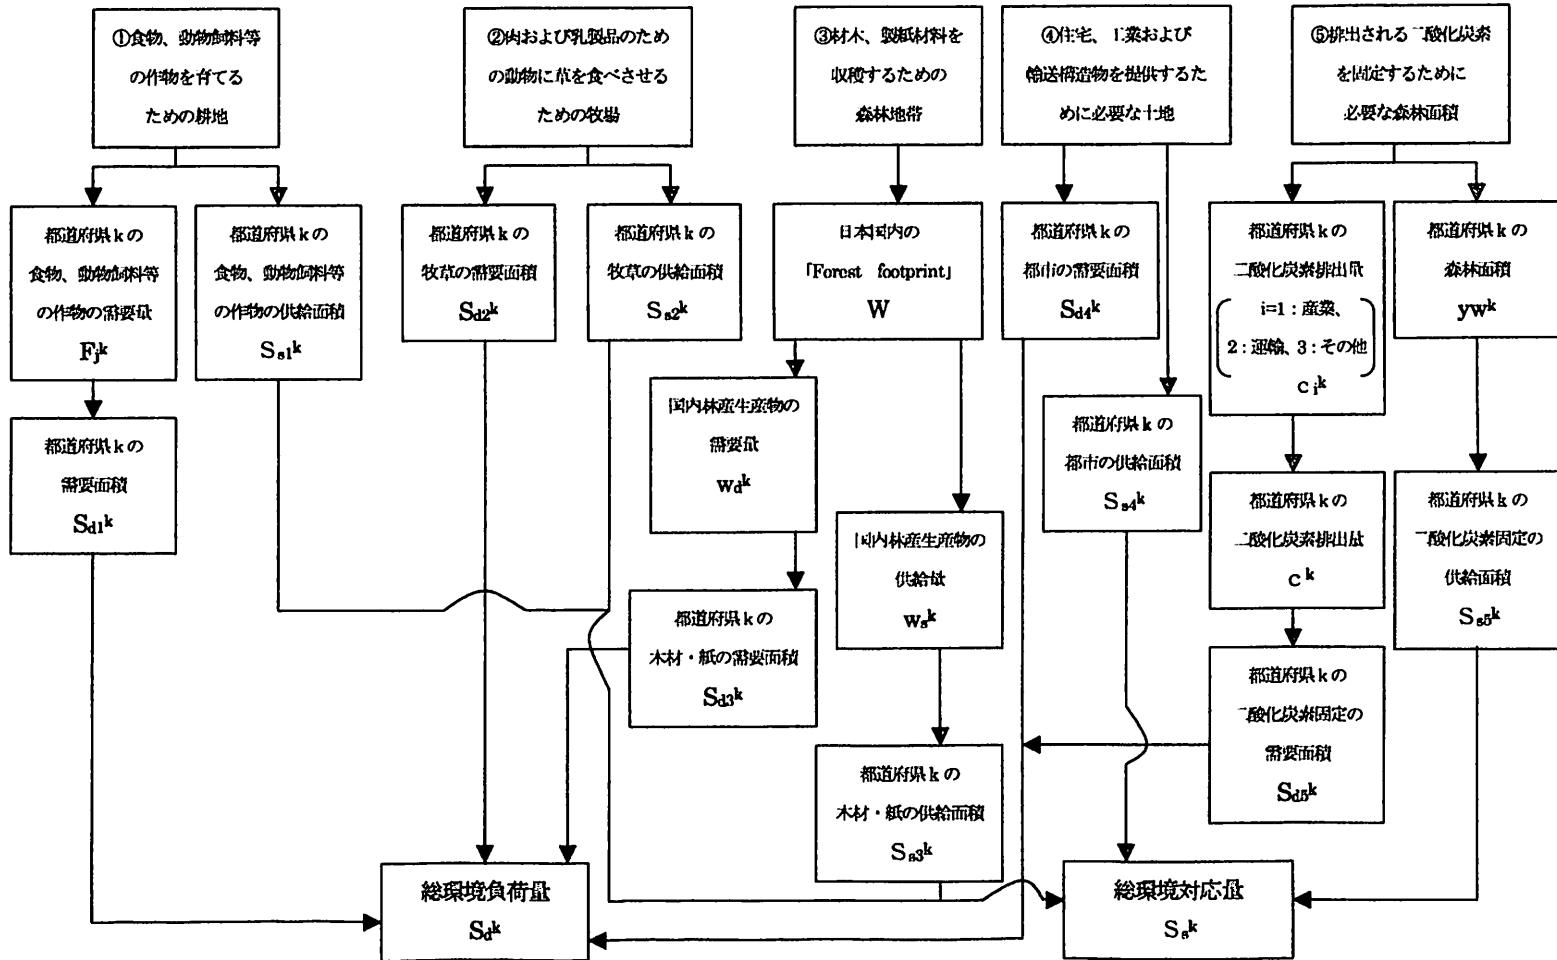 ①食物、動物飼料等
の作物を育てる
ための耕地
②肉および乳製品のため
の動物に草を食べさせる
ための牧場
③材木、製紙材料を
収穫するための
森林地帯
④住宅、工業および
輸送構造物を提供するた
めに必要な土地
⑤排出される二酸化炭素
を固定するために
必要な森林面積
都道府県kの
食物、動物飼料等
の作物の需要量
Fjk
都道府県kの
食物、動物飼料等
の作物の供給面積
Ss1k
都道府県kの
牧草の需要面積
Sd2k
都道府県kの
牧草の供給面積
Ss2k
日本国内の
「Forest footprint」
W
都道府県kの
都市の需要面積
Sd4k
都道府県kの
二酸化炭素排出量
i=1：産業、
2：運輸、3：その他
cik
都道府県kの
森林面積
ywk
国内林産生産物の
需要量
wdk
都道府県kの
都市の供給面積
Ss4k
都道府県kの
需要面積
Sd1k
国内林産生産物の
供給量
wsk
都道府県kの
二酸化炭素排出量
ck
都道府県kの
二酸化炭素固定の
供給面積
Ss5k
都道府県kの
木材・紙の需要面積
Sd3k
都道府県kの
二酸化炭素固定の
需要面積
Sd5k
都道府県kの
木材・紙の供給面積
Ss3k
総環境負荷量
Sdk
総環境対応量
Ssk